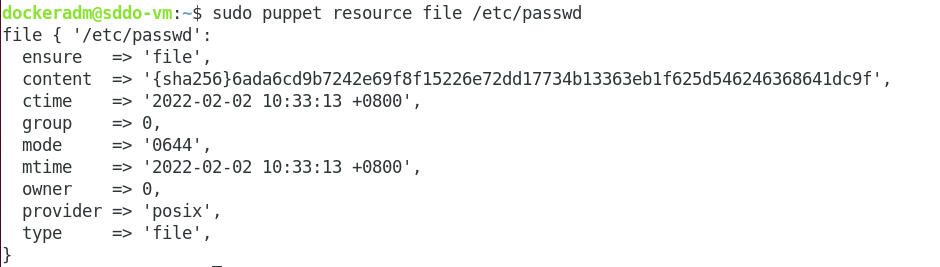 dockeradm@sddo-vm:~$ sudo puppet resource file /etc/passwd
file { '/etc/passwd':
  ensure   => 'file',
  content  => '{sha256}6ada6cd9b7242e69f8f15226e72dd17734b13363eb1f625d546246368641dc9f',
  ctime    => '2022-02-02 10:33:13 +0800',
  group    => 0,
  mode     => '0644',
  mtime    => '2022-02-02 10:33:13 +0800',
  owner    => 0,
  provider => 'posix',
  type     => 'file',
}